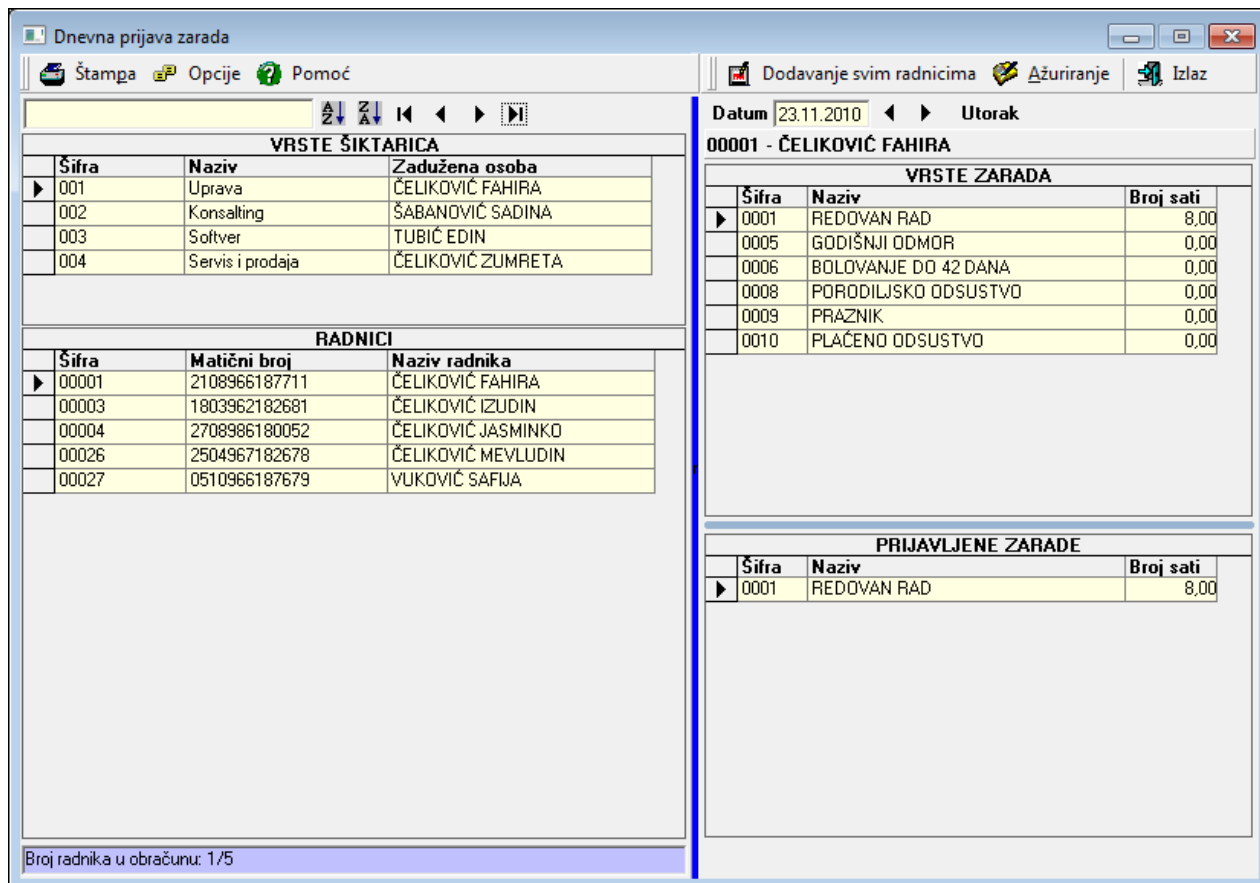 Dnevna prijava zarada
Štampa Opcije Pomoć
VRSTE ŠIKTARICA
Šifra Naziv Zadužena osoba
001 Uprava ČELIKOVIĆ FAHIRA
002 Konsalting ŠABANOVIĆ SADINA
003 Softver TUBIĆ EDIN
004 Servis i prodaja ČELIKOVIĆ ZUMRETA
RADNICI
Šifra Matični broj Naziv radnika
00001 2108966187711 ČELIKOVIĆ FAHIRA
00003 1803962182681 ČELIKOVIĆ IZUDIN
00004 2708986180052 ČELIKOVIĆ JASMINKO
00026 2504967182678 ČELIKOVIĆ MEVLUDIN
00027 0510966187679 VUKOVIĆ SAFIJA
Broj radnika u obračunu: 1/5
Dodavanje svim radnicima Ažuriranje Izlaz
Datum 23.11.2010 Utorak
00001 - ČELIKOVIĆ FAHIRA
VRSTE ZARADA
Šifra Naziv Broj sati
0001 REDOVAN RAD 8,00
0005 GODIŠNJI ODMOR 0,00
0006 BOLOVANJE DO 42 DANA 0,00
0008 PORODILJSKO ODSUSTVO 0,00
0009 PRAZNIK 0,00
0010 PLAĆENO ODSUSTVO 0,00
PRIJAVLJENE ZARADE
Šifra Naziv Broj sati
0001 REDOVAN RAD 8,00